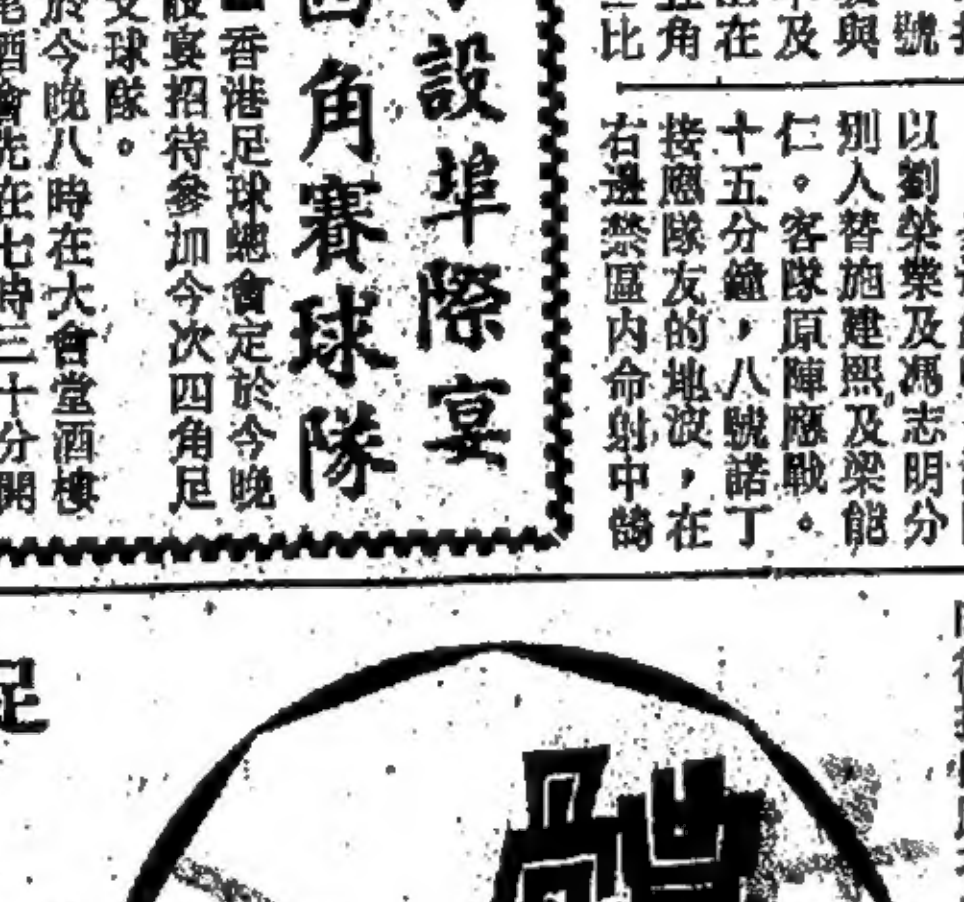 號
與
及
在
角
比
以劉榮業及馮志明分
別人替施建熙及梁能
仁。客隊原陣應戰。
十五分鐘，八號諾丁
接應隊友的地波，在
右邊禁區內命射中鵠
設埠際宴
角賽球隊
香港足球總會定於今晚
設宴招待參加今次四角足
球隊。
於今晚八時在大會堂酒樓
酒會先在七時三十分開
足
體